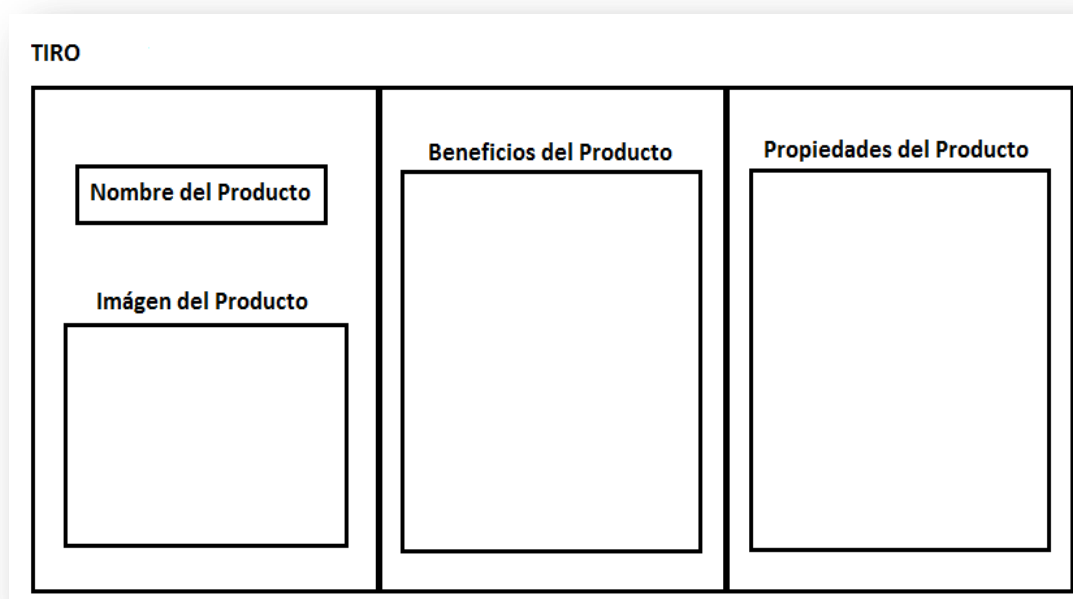 TIRO
Nombre del Producto
Imágen del Producto
Beneficios del Producto
Propiedades del Producto